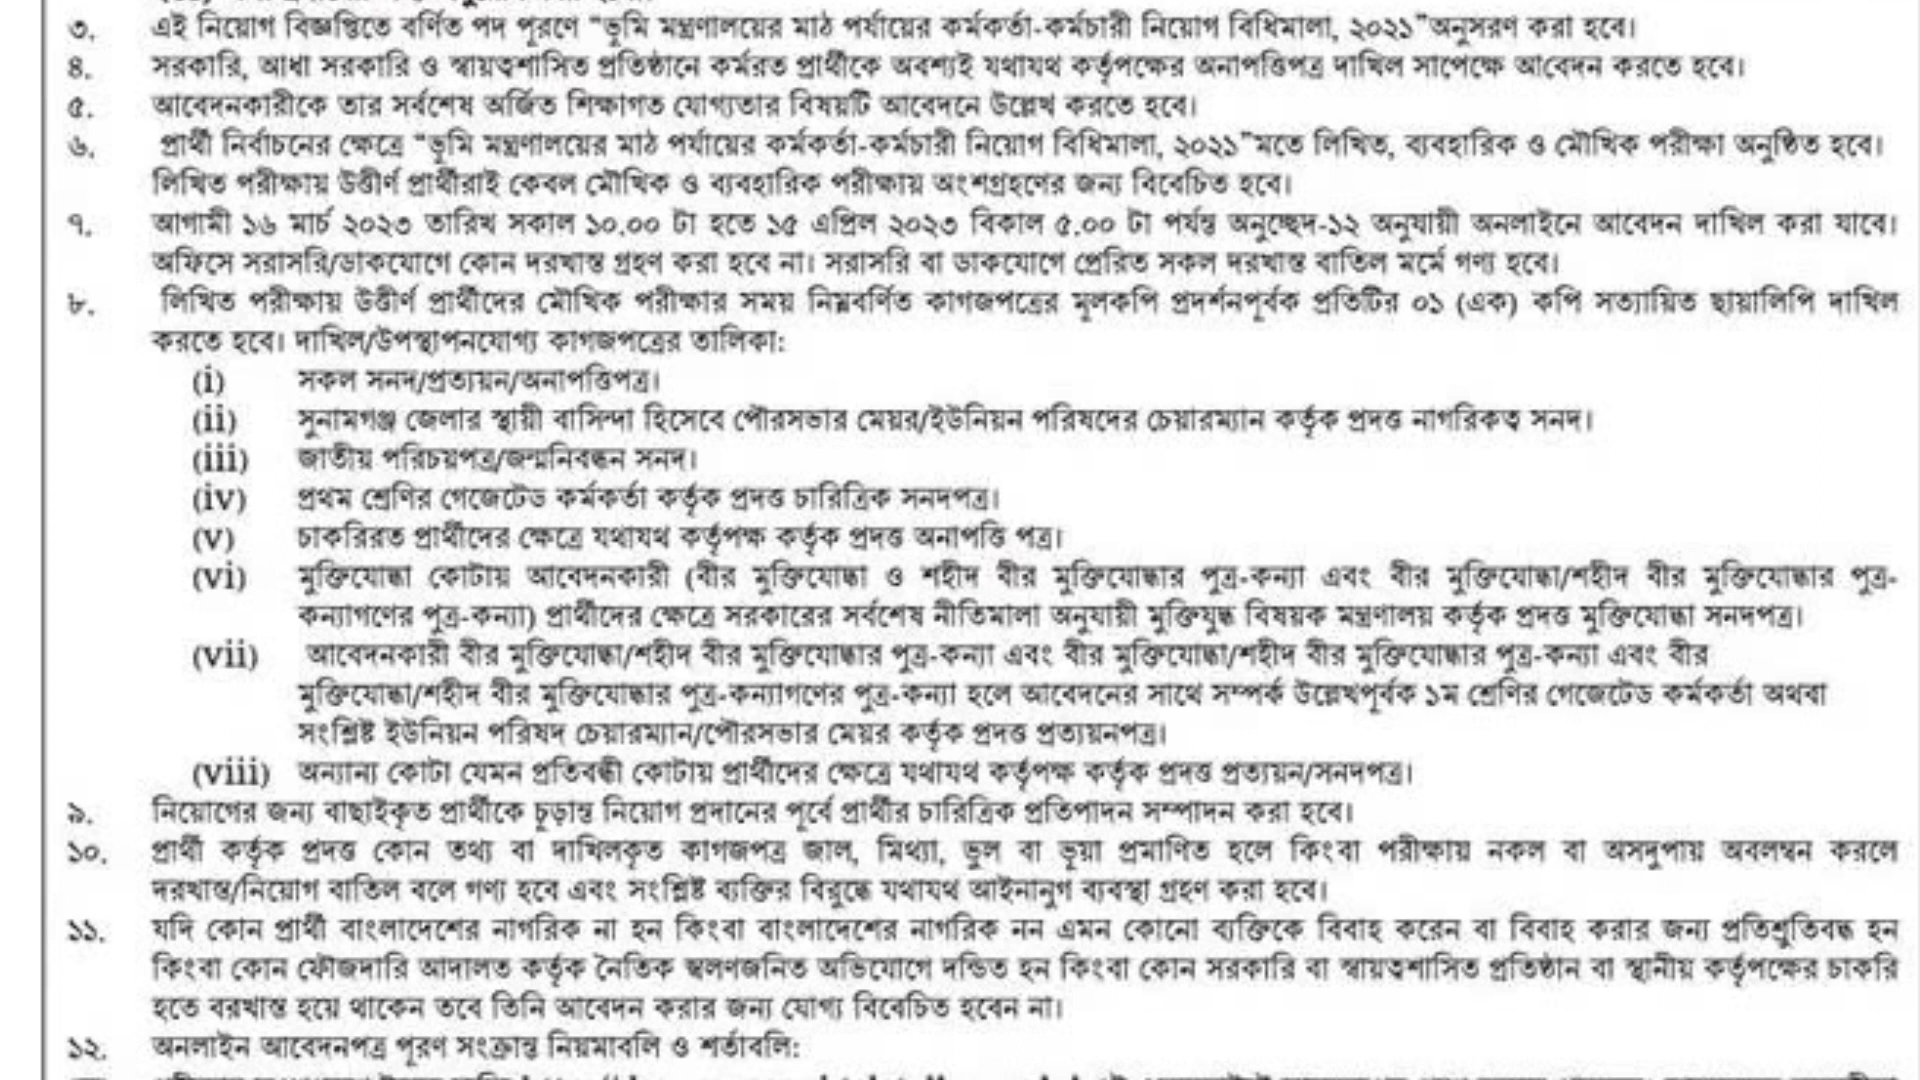 ৩. এই নিয়োগ বিজ্ঞপ্তিতে বর্ণিত পদ পূরণে “ভূমি মন্ত্রণালয়ের মাঠ পর্যায়ের কর্মকর্তা-কর্মচারী নিয়োগ বিধিমালা, ২০২১”অনুসরণ করা হবে।
৪. সরকারি, আধা সরকারি ও স্বায়ত্বশাসিত প্রতিষ্ঠানে কর্মরত প্রার্থীকে অবশ্যই যথাযথ কর্তৃপক্ষের অনাপত্তিপত্র দাখিল সাপেক্ষে আবেদন করতে হবে।
৫. আবেদনকারীকে তার সর্বশেষ অর্জিত শিক্ষাগত যোগ্যতার বিষয়টি আবেদনে উল্লেখ করতে হবে।
৬. প্রার্থী নির্বাচনের ক্ষেত্রে “ভূমি মন্ত্রণালয়ের মাঠ পর্যায়ের কর্মকর্তা-কর্মচারী নিয়োগ বিধিমালা, ২০২১”মতে লিখিত, ব্যবহারিক ও মৌখিক পরীক্ষা অনুষ্ঠিত হবে।
লিখিত পরীক্ষায় উত্তীর্ণ প্রার্থীরাই কেবল মৌখিক ও ব্যবহারিক পরীক্ষায় অংশগ্রহণের জন্য বিবেচিত হবে।
৭. আগামী ১৬ মার্চ ২০২৩ তারিখ সকাল ১০.০০ টা হতে ১৫ এপ্রিল ২০২৩ বিকাল ৫.০০ টা পর্যন্ত অনুচ্ছেদ-১২ অনুযায়ী অনলাইনে আবেদন দাখিল করা যাবে।
অফিসে সরাসরি/ডাকযোগে কোন দরখাস্ত গ্রহণ করা হবে না। সরাসরি বা ডাকযোগে প্রেরিত সকল দরখাস্ত বাতিল মর্মে গণ্য হবে।
৮. লিখিত পরীক্ষায় উত্তীর্ণ প্রার্থীদের মৌখিক পরীক্ষার সময় নিম্নবর্ণিত কাগজপত্রের মূলকপি প্রদর্শনপূর্বক প্রতিটির ০১ (এক) কপি সত্যায়িত ছায়ালিপি দাখিল
করতে হবে। দাখিল/উপস্থাপনযোগ্য কাগজপত্রের তালিকা:
(i) সকল সনদ/প্রত্যয়ন/অনাপত্তিপত্র।
(ii) সুনামগঞ্জ জেলার স্থায়ী বাসিন্দা হিসেবে পৌরসভার মেয়র/ইউনিয়ন পরিষদের চেয়ারম্যান কর্তৃক প্রদত্ত নাগরিকত্ব সনদ।
(iii) জাতীয় পরিচয়পত্র/জন্মনিবন্ধন সনদ।
(iv) প্রথম শ্রেণির গেজেটেড কর্মকর্তা কর্তৃক প্রদত্ত চারিত্রিক সনদপত্র।
(v) চাকরিরত প্রার্থীদের ক্ষেত্রে যথাযথ কর্তৃপক্ষ কর্তৃক প্রদত্ত অনাপত্তি পত্র।
(vi) মুক্তিযোদ্ধা কোটায় আবেদনকারী (বীর মুক্তিযোদ্ধা ও শহীদ বীর মুক্তিযোদ্ধার পুত্র-কন্যা এবং বীর মুক্তিযোদ্ধা/শহীদ বীর মুক্তিযোদ্ধার পুত্র-
কন্যাগণের পুত্র-কন্যা) প্রার্থীদের ক্ষেত্রে সরকারের সর্বশেষ নীতিমালা অনুযায়ী মুক্তিযুদ্ধ বিষয়ক মন্ত্রণালয় কর্তৃক প্রদত্ত মুক্তিযোদ্ধা সনদপত্র।
(vii) আবেদনকারী বীর মুক্তিযোদ্ধা/শহীদ বীর মুক্তিযোদ্ধার পুত্র-কন্যা এবং বীর মুক্তিযোদ্ধা/শহীদ বীর মুক্তিযোদ্ধার পুত্র-কন্যা এবং বীর
মুক্তিযোদ্ধা/শহীদ বীর মুক্তিযোদ্ধার পুত্র-কন্যাগণের পুত্র-কন্যা হলে আবেদনের সাথে সম্পর্ক উল্লেখপূর্বক ১ম শ্রেণির গেজেটেড কর্মকর্তা অথবা
সংশ্লিষ্ট ইউনিয়ন পরিষদ চেয়ারম্যান/পৌরসভার মেয়র কর্তৃক প্রদত্ত প্রত্যয়নপত্র।
(viii) অন্যান্য কোটা যেমন প্রতিবন্ধী কোটায় প্রার্থীদের ক্ষেত্রে যথাযথ কর্তৃপক্ষ কর্তৃক প্রদত্ত প্রত্যয়ন/সনদপত্র।
৯. নিয়োগের জন্য বাছাইকৃত প্রার্থীকে চূড়ান্ত নিয়োগ প্রদানের পূর্বে প্রার্থীর চারিত্রিক প্রতিপাদন সম্পাদন করা হবে।
১০. প্রার্থী কর্তৃক প্রদত্ত কোন তথ্য বা দাখিলকৃত কাগজপত্র জাল, মিথ্যা, ভুল বা ভূয়া প্রমাণিত হলে কিংবা পরীক্ষায় নকল বা অসদুপায় অবলম্বন করলে
দরখাস্ত/নিয়োগ বাতিল বলে গণ্য হবে এবং সংশ্লিষ্ট ব্যক্তির বিরুদ্ধে যথাযথ আইনানুগ ব্যবস্থা গ্রহণ করা হবে।
১১. যদি কোন প্রার্থী বাংলাদেশের নাগরিক না হন কিংবা বাংলাদেশের নাগরিক নন এমন কোনো ব্যক্তিকে বিবাহ করেন বা বিবাহ করার জন্য প্রতিশ্রুতিবদ্ধ হন
কিংবা কোন ফৌজদারি আদালত কর্তৃক নৈতিক স্খলণজনিত অভিযোগে দন্ডিত হন কিংবা কোন সরকারি বা স্বায়ত্বশাসিত প্রতিষ্ঠান বা স্থানীয় কর্তৃপক্ষের চাকরি
হতে বরখাস্ত হয়ে থাকেন তবে তিনি আবেদন করার জন্য যোগ্য বিবেচিত হবেন না।
১২. অনলাইন আবেদনপত্র পূরণ সংক্রান্ত নিয়মাবলি ও শর্তাবলি: